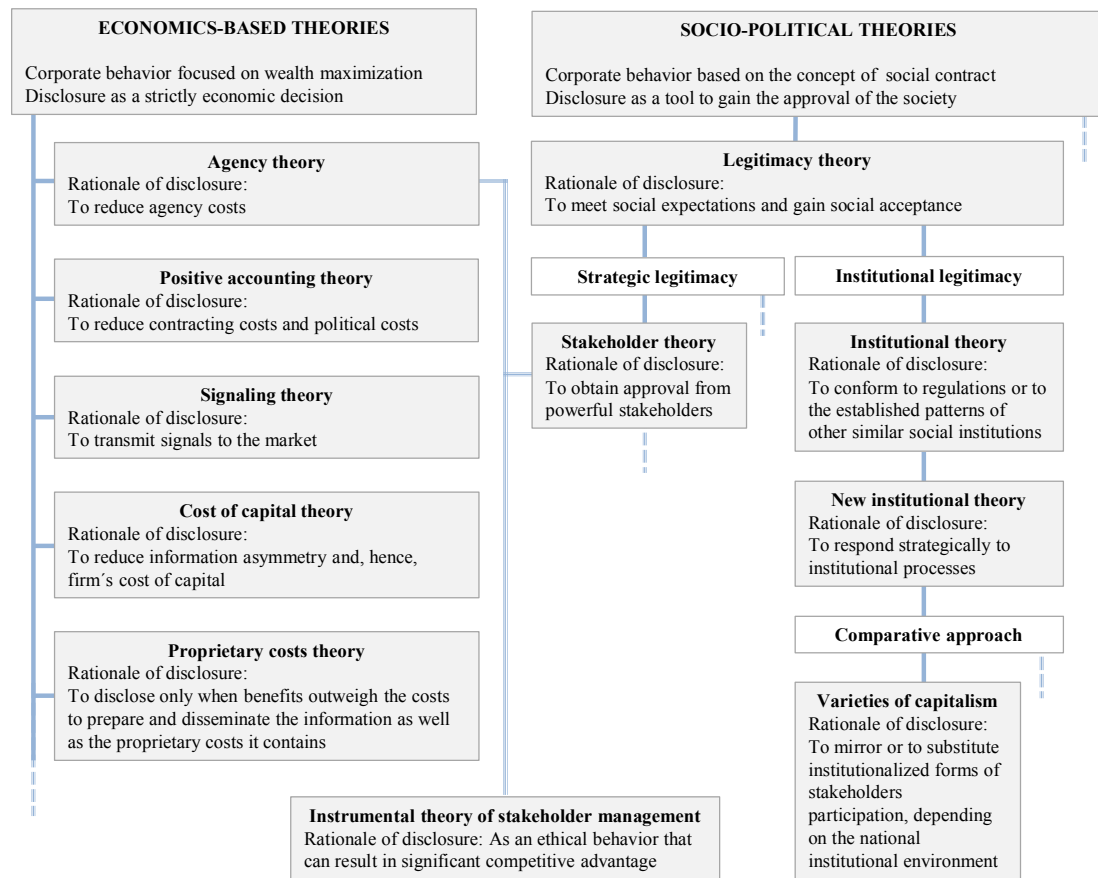 ECONOMICS-BASED THEORIES
Corporate behavior focused on wealth maximization
Disclosure as a strictly economic decision
Agency theory
Rationale of disclosure:
To reduce agency costs
Positive accounting theory
Rationale of disclosure:
To reduce contracting costs and political costs
Signaling theory
Rationale of disclosure:
To transmit signals to the market
Cost of capital theory
Rationale of disclosure:
To reduce information asymmetry and, hence,
firm´s cost of capital
Proprietary costs theory
Rationale of disclosure:
To disclose only when benefits outweigh the costs
to prepare and disseminate the information as well
as the proprietary costs it contains
SOCIO-POLITICAL THEORIES
Corporate behavior based on the concept of social contract
Disclosure as a tool to gain the approval of the society
Legitimacy theory
Rationale of disclosure:
To meet social expectations and gain social acceptance
Strategic legitimacy
Stakeholder theory
Rationale of disclosure:
To obtain approval from
powerful stakeholders
Institutional legitimacy
Institutional theory
Rationale of disclosure:
To conform to regulations or to
the established patterns of
other similar social institutions
New institutional theory
Rationale of disclosure:
To respond strategically to
institutional processes
Comparative approach
Varieties of capitalism
Rationale of disclosure:
To mirror or to substitute
institutionalized forms of
stakeholders
participation, depending
on the national
institutional environment
Instrumental theory of stakeholder management
Rationale of disclosure: As an ethical behavior that
can result in significant competitive advantage